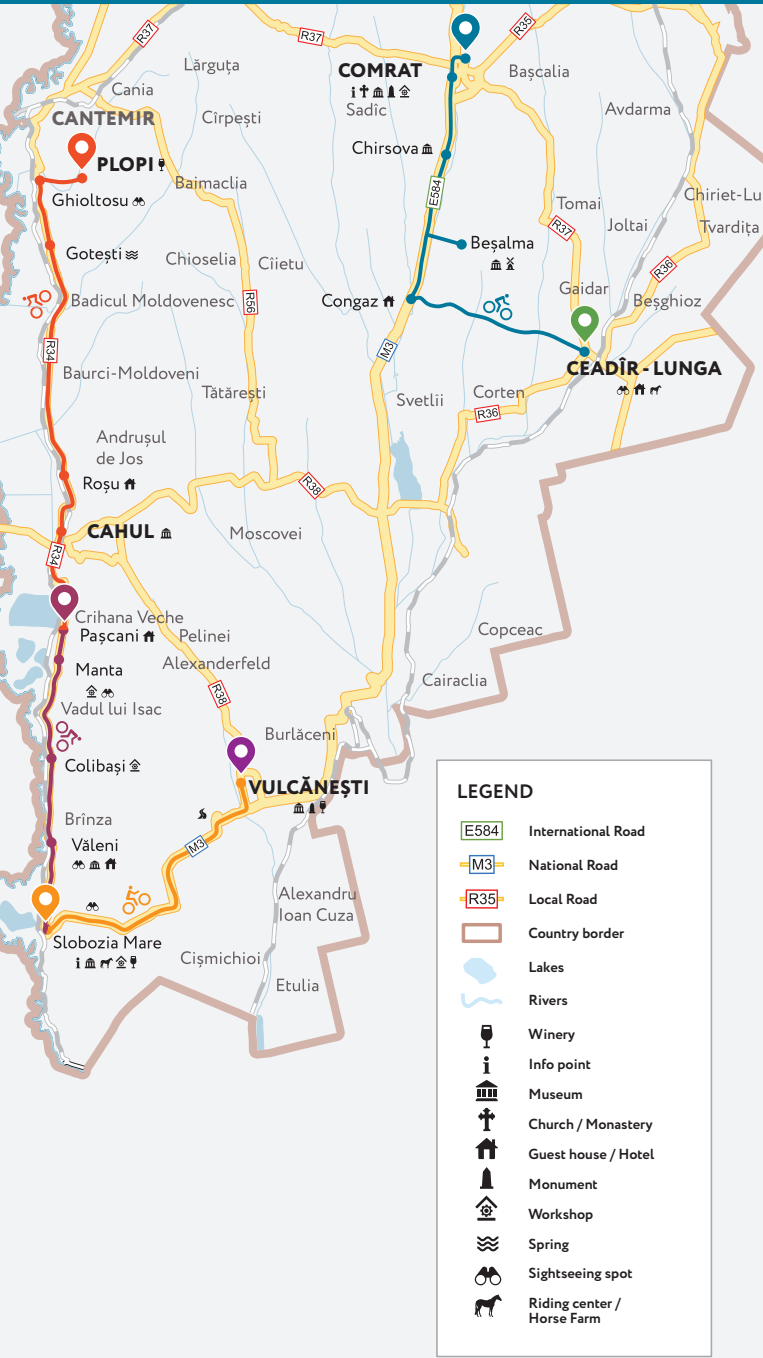 R37
R37
R35
Lărguța
COMRAT
Bașcalia
Cania
Sadîc
Avdarma
CANTEMIR
Cîrpești
Chirsova
PLOPI
Baimaclia
E584
Chiriet-Lu
Ghioltosu
Tomai
Joltai
Tvardița
R37
Gotești
Chioselia
Cîietu
Beșalma
R36
Gaidar
Badicul Moldovenesc
R56
Congaz
Beșghioz
R34
M3
Baurci-Moldoveni
CEADÎR - LUNGA
Tătărești
Svetlii
Corten
R36
Andrușul
de Jos
Roșu
R38
CAHUL
Moscovei
R34
Crihana Veche
Pașcani
Pelinei
Copceac
Manta
Alexanderfeld
Cairaclia
R38
Vadul lui Isac
Burlăceni
Colibași
VULCĂNEȘTI
Brînza
M3
Văleni
Alexandru
Ioan Cuza
Slobozia Mare
Cișmichioi
Etulia
LEGEND
E584 International Road
M3 National Road
R35 Local Road
Country border
Lakes
Rivers
Winery
Info point
Museum
Church / Monastery
Guest house / Hotel
Monument
Workshop
Spring
Sightseeing spot
Riding center /
Horse Farm